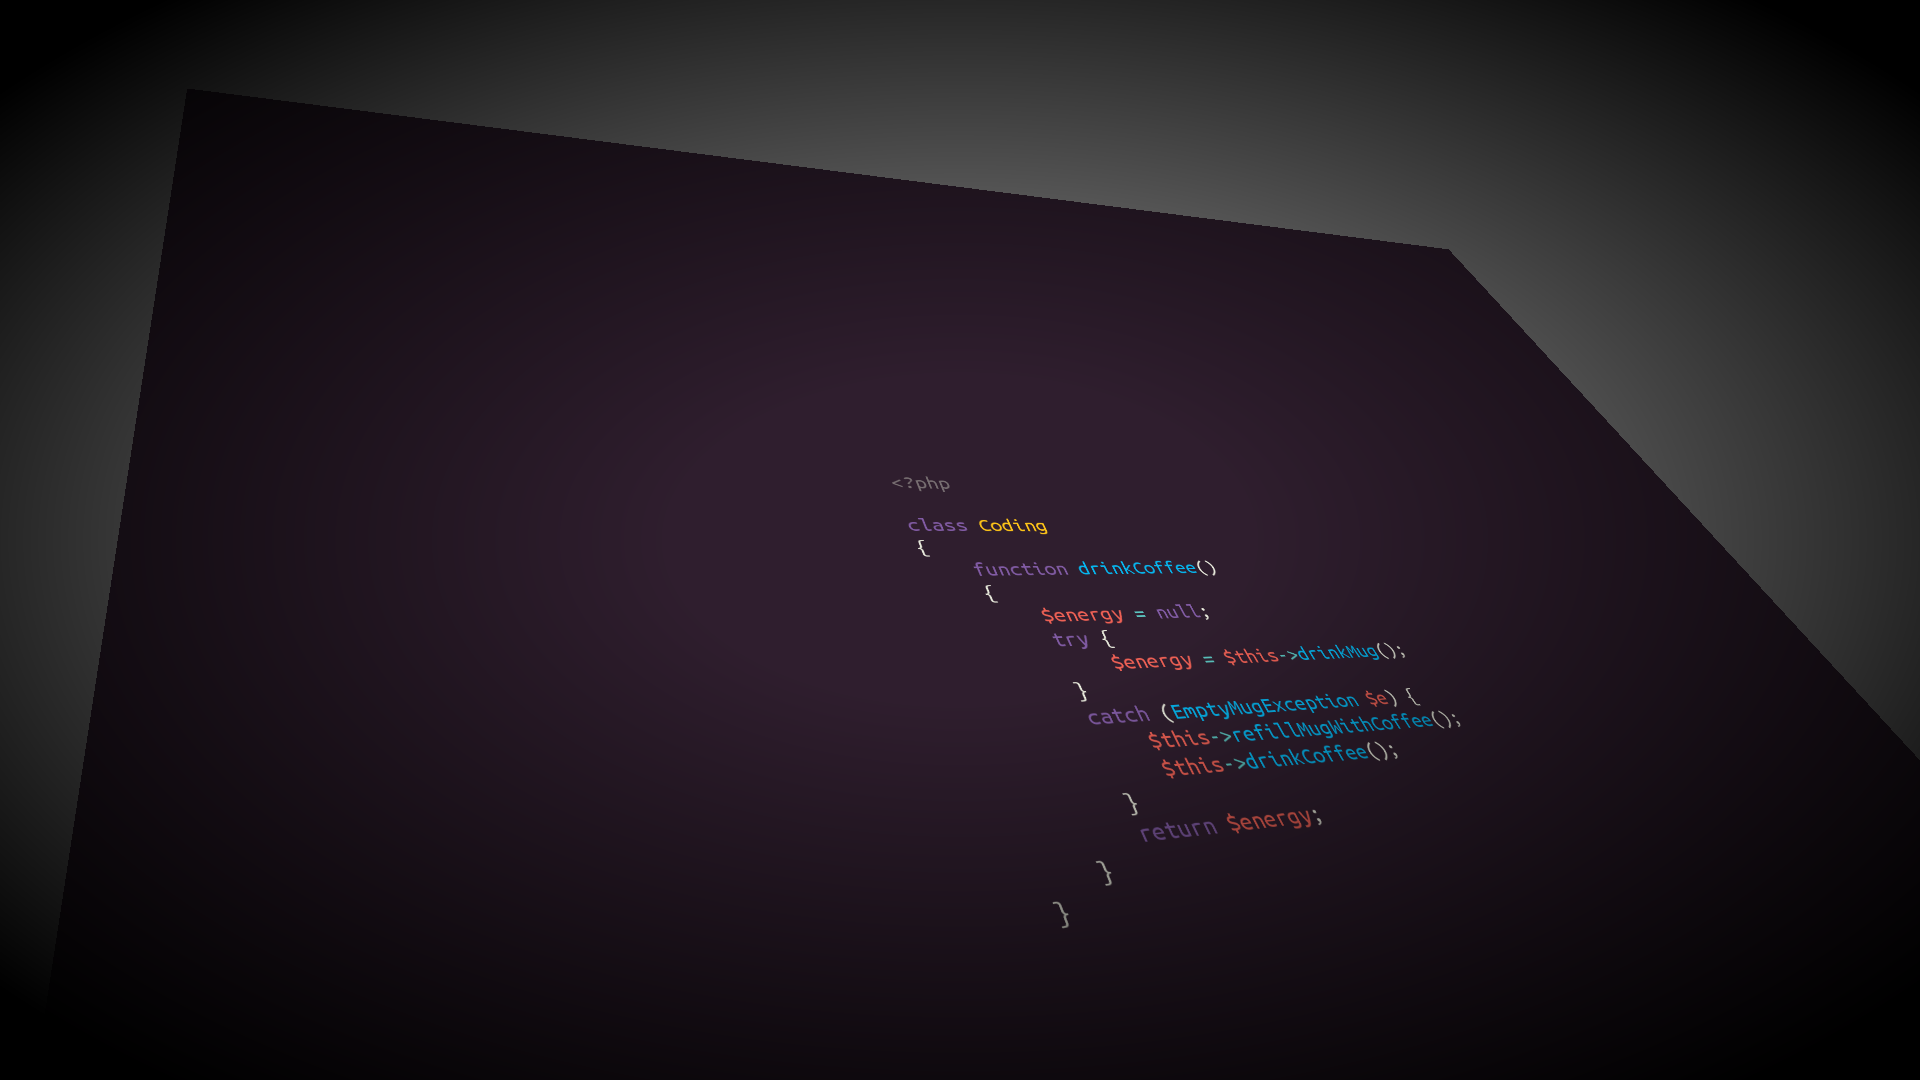 <?php
class Coding
{
function drinkCoffee()
{
$energy = null;
try {
$energy = $this->drinkMug();
}
catch (EmptyMugException $e) {
$this->refillMugWithCoffee();
$this->drinkCoffee();
}
return $energy;
}
}